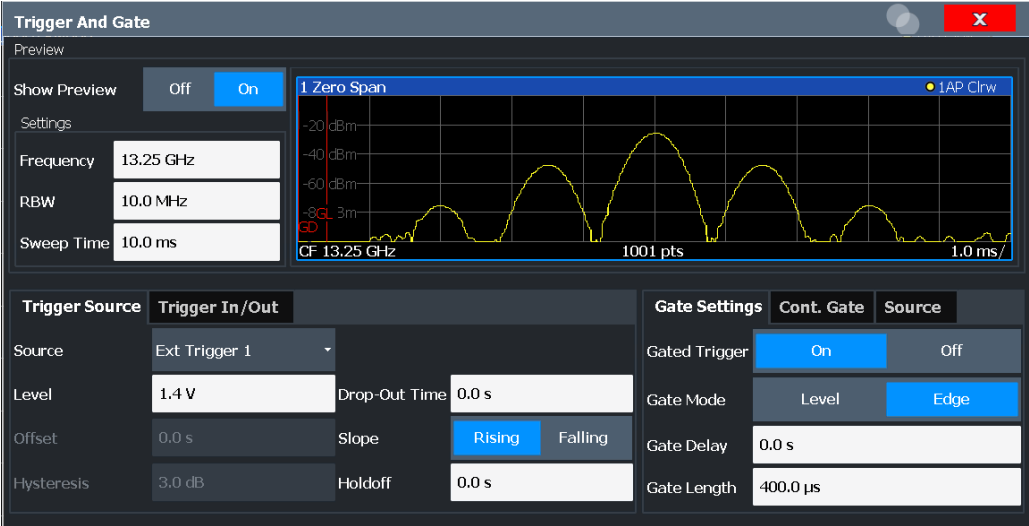 Trigger And Gate X
Preview
Show Preview Off On
Settings
Frequency 13.25 GHz
RBW 10.0 MHz
Sweep Time 10.0 ms
1 Zero Span 1AP Clrw
-20 dBm
-40 dBm
-60 dBm
GL
GD
CF 13.25 GHz 1001 pts 1.0 ms/
Trigger Source Trigger In/Out
Source Ext Trigger 1
Level 1.4 V Drop-Out Time 0.0 s
Offset 0.0 s Slope Rising Falling
Hysteresis 3.0 dB Holdoff 0.0 s
Gate Settings Cont. Gate Source
Gated Trigger On Off
Gate Mode Level Edge
Gate Delay 0.0 s
Gate Length 400.0 µs